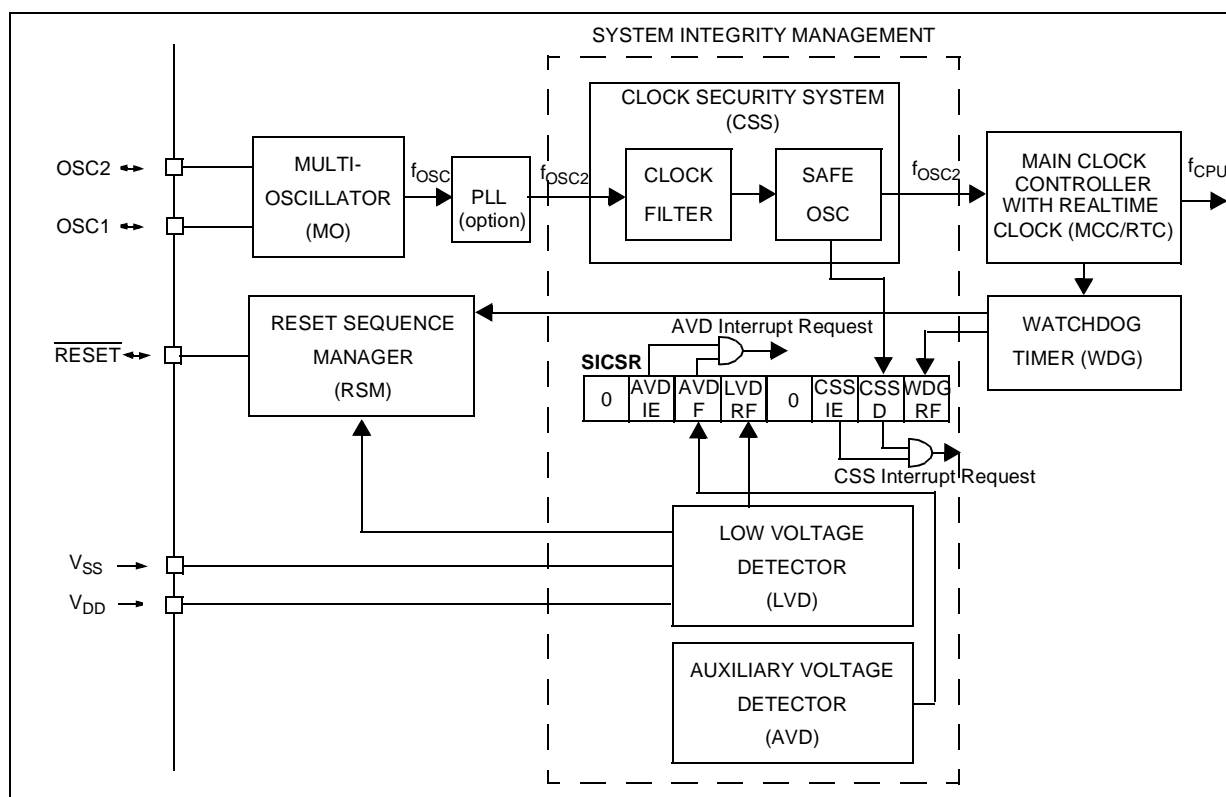 SYSTEM INTEGRITY MANAGEMENT
CLOCK SECURITY SYSTEM
(CSS)
OSC2
OSC1
MULTI-
OSCILLATOR
(MO)
fOSC
PLL
(option)
fOSC2
CLOCK
FILTER
SAFE
OSC
fOSC2
MAIN CLOCK
CONTROLLER
WITH REALTIME
CLOCK (MCC/RTC)
fCPU
RESET
RESET SEQUENCE
MANAGER
(RSM)
AVD Interrupt Request
WATCHDOG
TIMER (WDG)
SICSR
0 AVD IE AVD F LVD RF 0 CSS IE CSS D WDG RF
CSS Interrupt Request
VSS
VDD
LOW VOLTAGE
DETECTOR
(LVD)
AUXILIARY VOLTAGE
DETECTOR
(AVD)